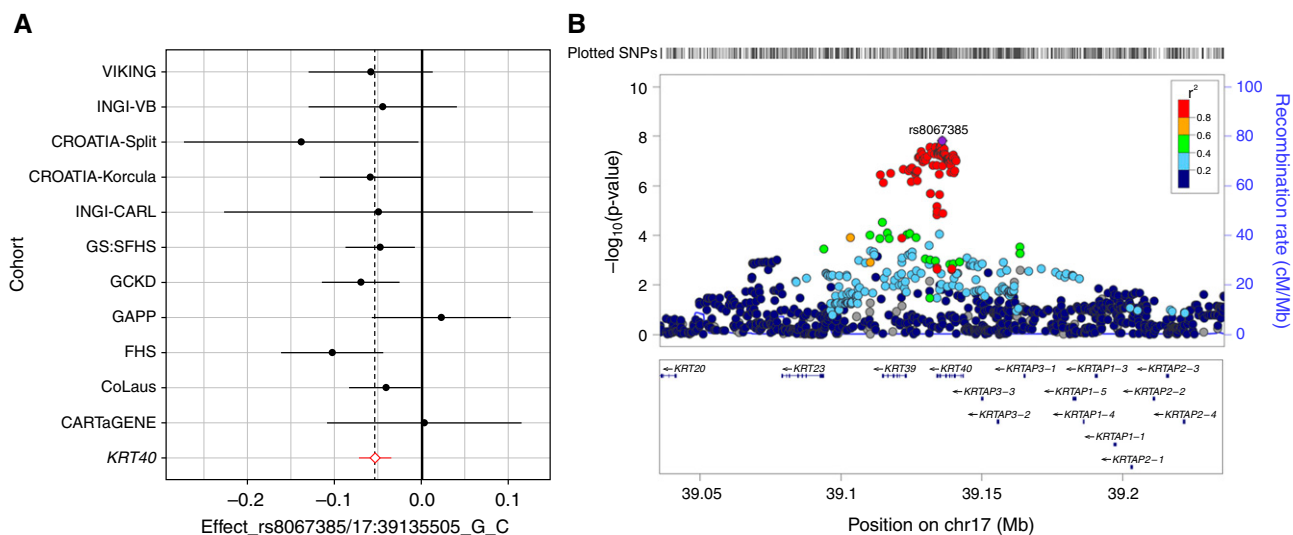 A
Cohort
VIKING
INGI-VB
CROATIA-Split
CROATIA-Korcula
INGI-CARL
GS:SFHS
GCKD
GAPP
FHS
CoLaus
CARTaGENE
KRT40
−0.2 −0.1 0.0 0.1
Effect_rs8067385/17:39135505_G_C
B
Plotted SNPs
−log10(p-value)
10
8
6
4
2
0
rs8067385
r2
0.8
0.6
0.4
0.2
100
80
60
40
20
0
Recombination rate (cM/Mb)
←KRT20 ←KRT23 ←KRT39 ←KRT40 ←KRTAP3−1 ←KRTAP1−3 ←KRTAP2−3
←KRTAP3−3 ←KRTAP1−5 ←KRTAP2−2
←KRTAP3−2 ←KRTAP1−4 ←KRTAP2−4
←KRTAP1−1
←KRTAP2−1
39.05 39.1 39.15 39.2
Position on chr17 (Mb)